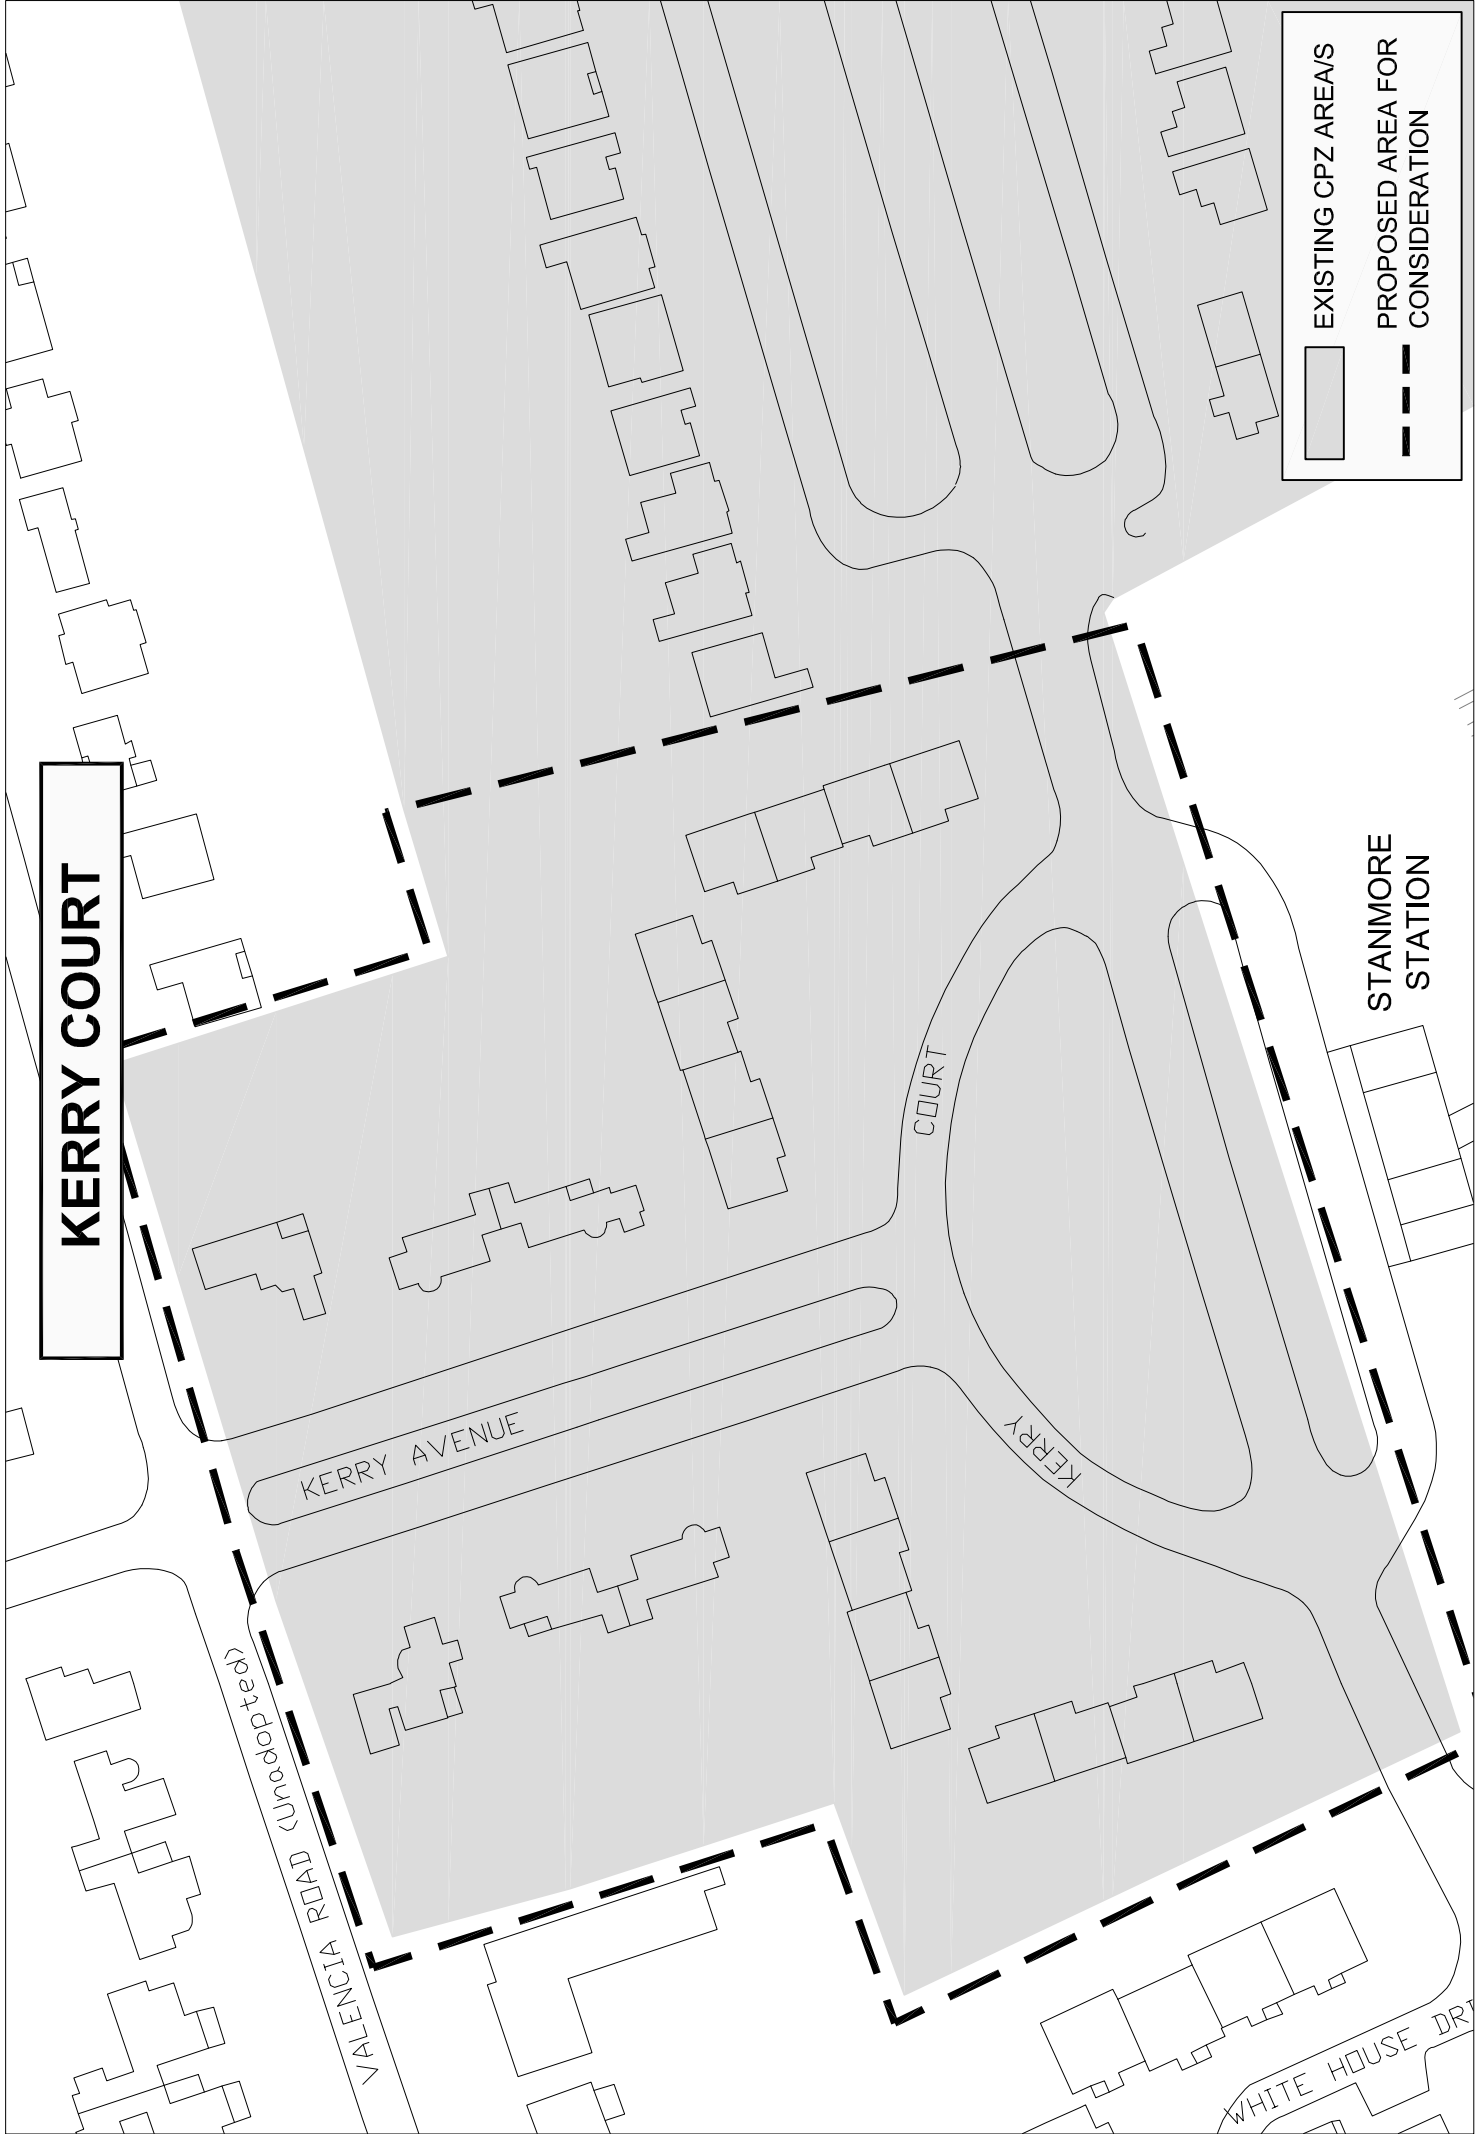 KERRY COURT
EXISTING CPZ AREA/S
PROPOSED AREA FOR
CONSIDERATION
STANMORE
STATION
KERRY AVENUE
KERRY
COURT
VALENCIA ROAD (Unadopted)
WHITE HOUSE